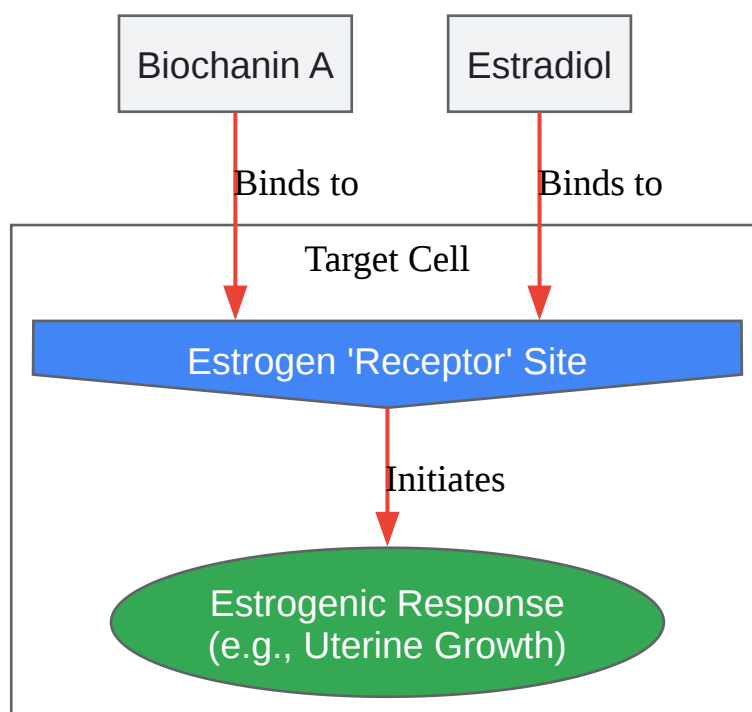 Biochanin A
Estradiol
Binds to
Binds to
Target Cell
Estrogen 'Receptor' Site
Initiates
Estrogenic Response
(e.g., Uterine Growth)